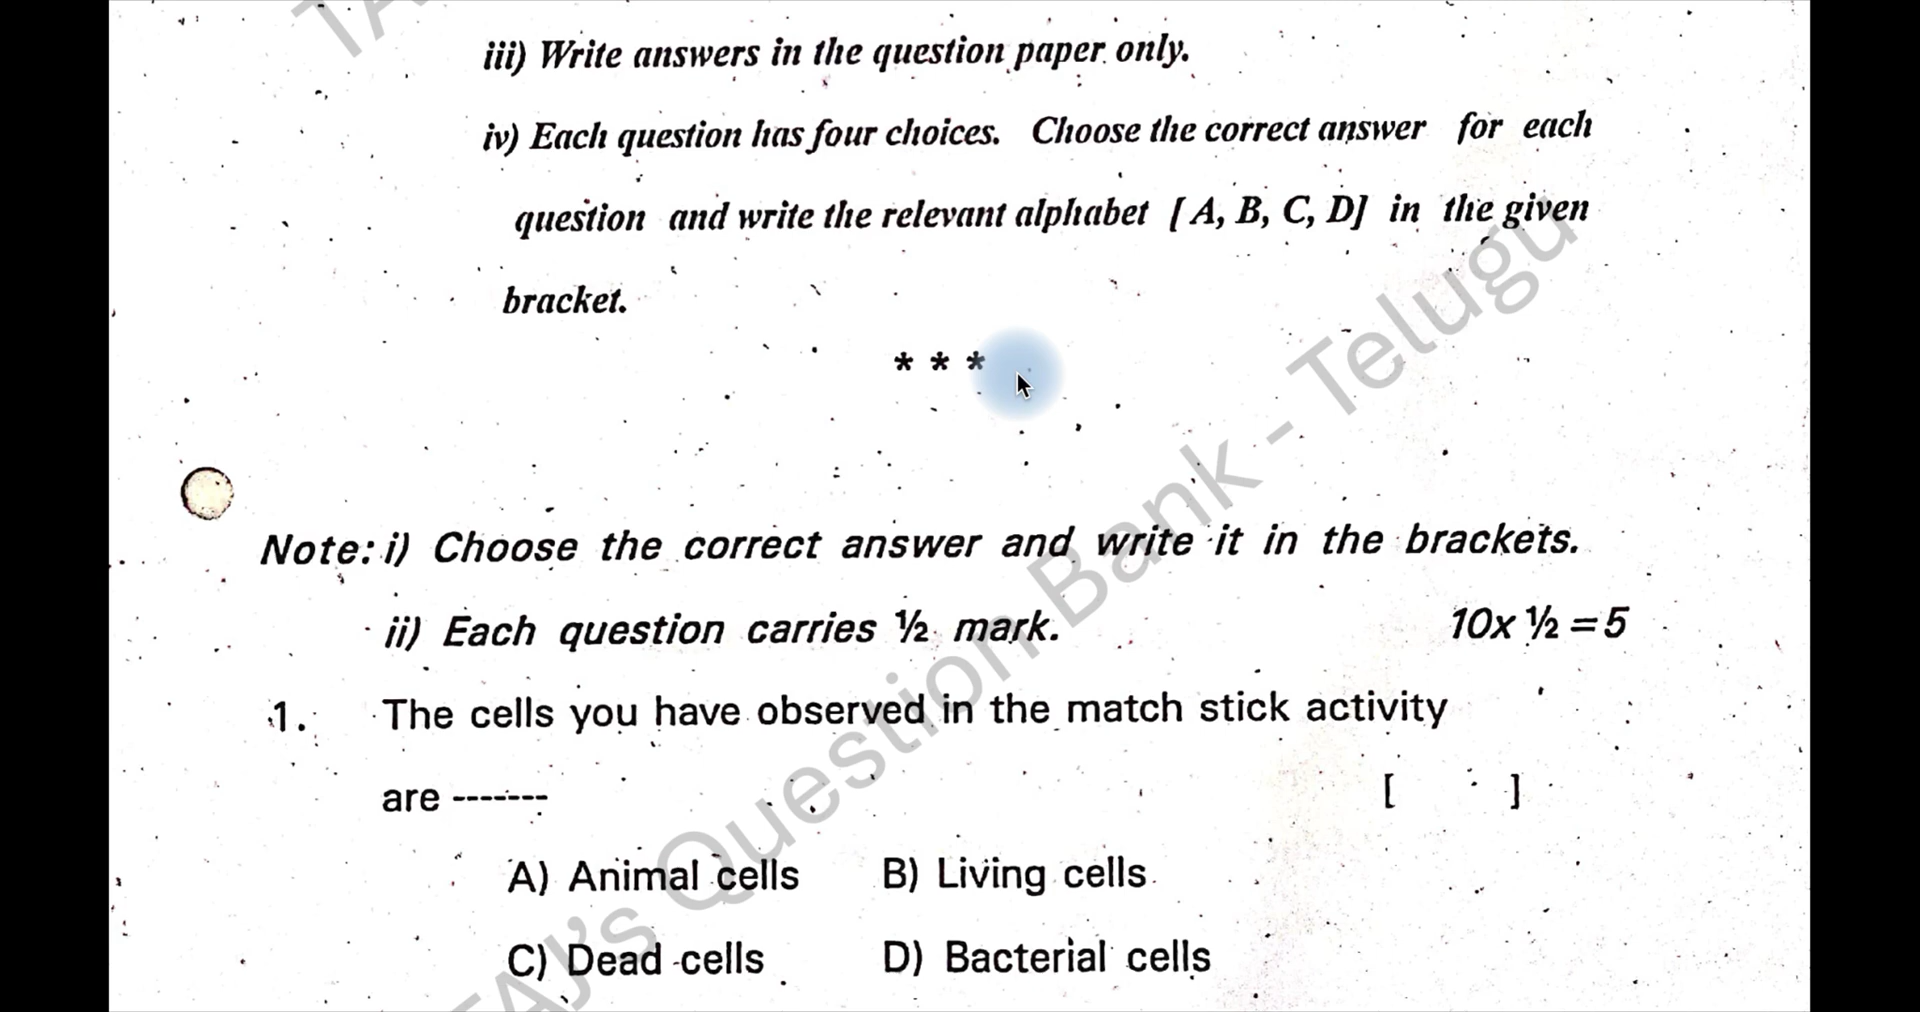 iii) Write answers in the question paper only.
iv) Each question has four choices. Choose the correct answer for each
question and write the relevant alphabet [ A, B, C, D] in the given
bracket.
* * *
Note: i) Choose the correct answer and write it in the brackets.
ii) Each question carries ½ mark. 10x ½ =5
1. The cells you have observed in the match stick activity
are ------- [ ]
A) Animal cells B) Living cells
C) Dead cells D) Bacterial cells
TAJ's Question Bank - Telugu